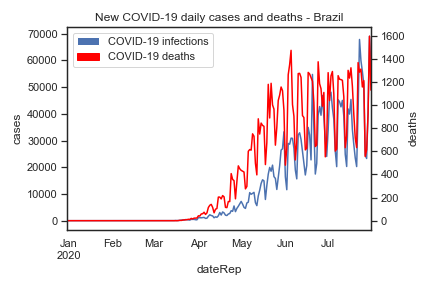 New COVID-19 daily cases and deaths - Brazil
COVID-19 infections
COVID-19 deaths
70000
60000
50000
40000
30000
20000
10000
0
cases
1600
1400
1200
1000
800
600
400
200
0
deaths
Jan Feb Mar Apr May Jun Jul
2020
dateRep